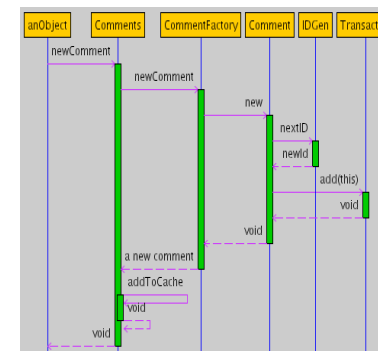 anObject Comments CommentFactory Comment IDGen Transact
newComment
newComment
new
nextID
newId
add(this)
void
void
a new comment
addToCache
void
void